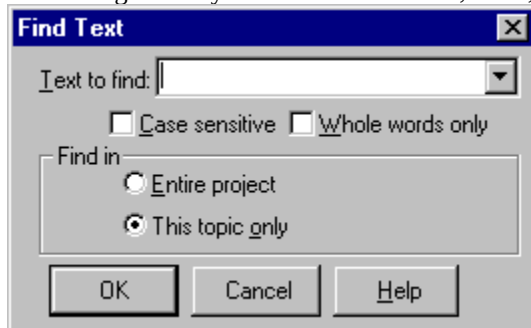 Find Text
Text to find:
Case sensitive Whole words only
Find in
Entire project
This topic only
OK Cancel Help